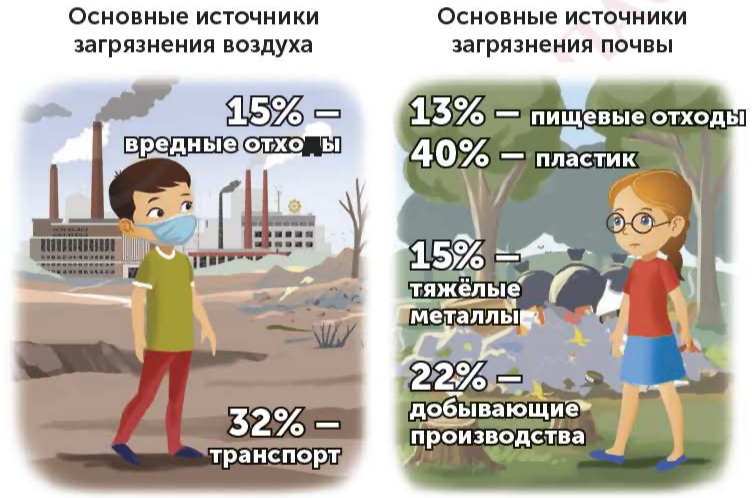 Основные источники
загрязнения воздуха
15% —
вредные
32% —
транспорт
Основные источники
загрязнения почвы
13% — пищевые отходы
40% — пластик
15% —
тяжёлые
металлы
22% —
добывающие
производства